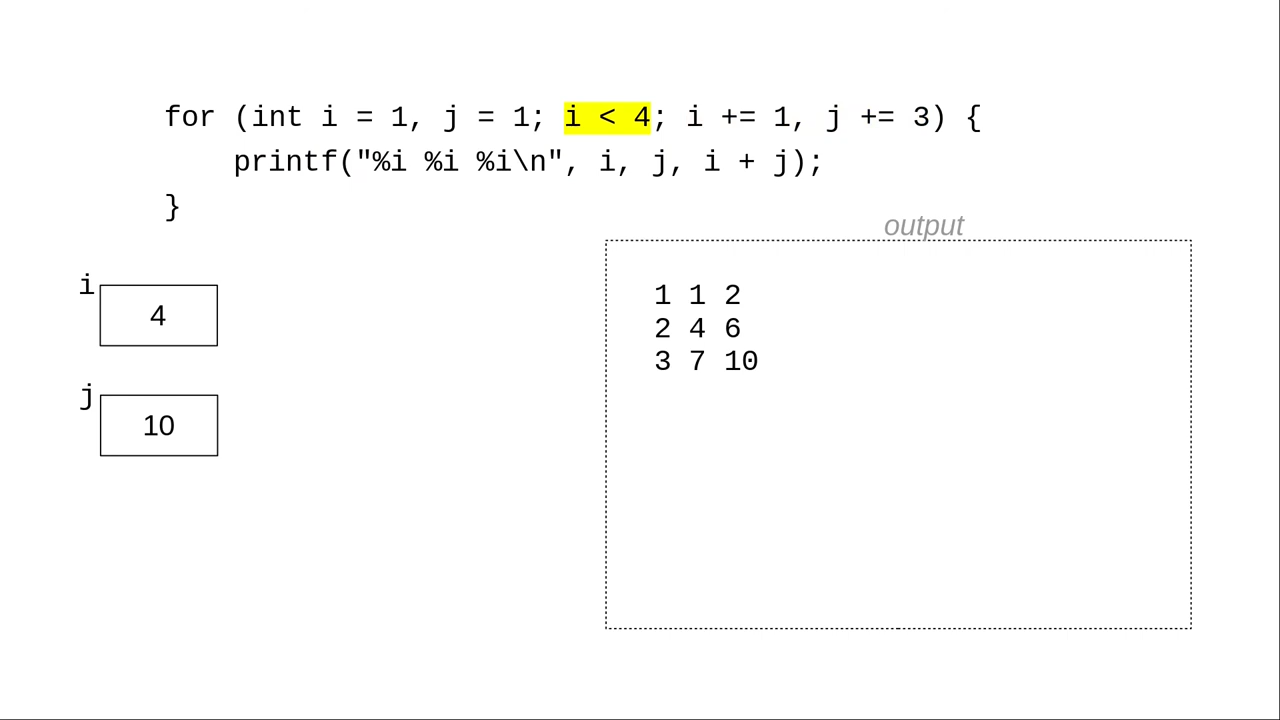 for (int i = 1, j = 1; i < 4; i += 1, j += 3) {
    printf("%i %i %i\n", i, j, i + j);
}
output
i
4
j
10
1 1 2
2 4 6
3 7 10